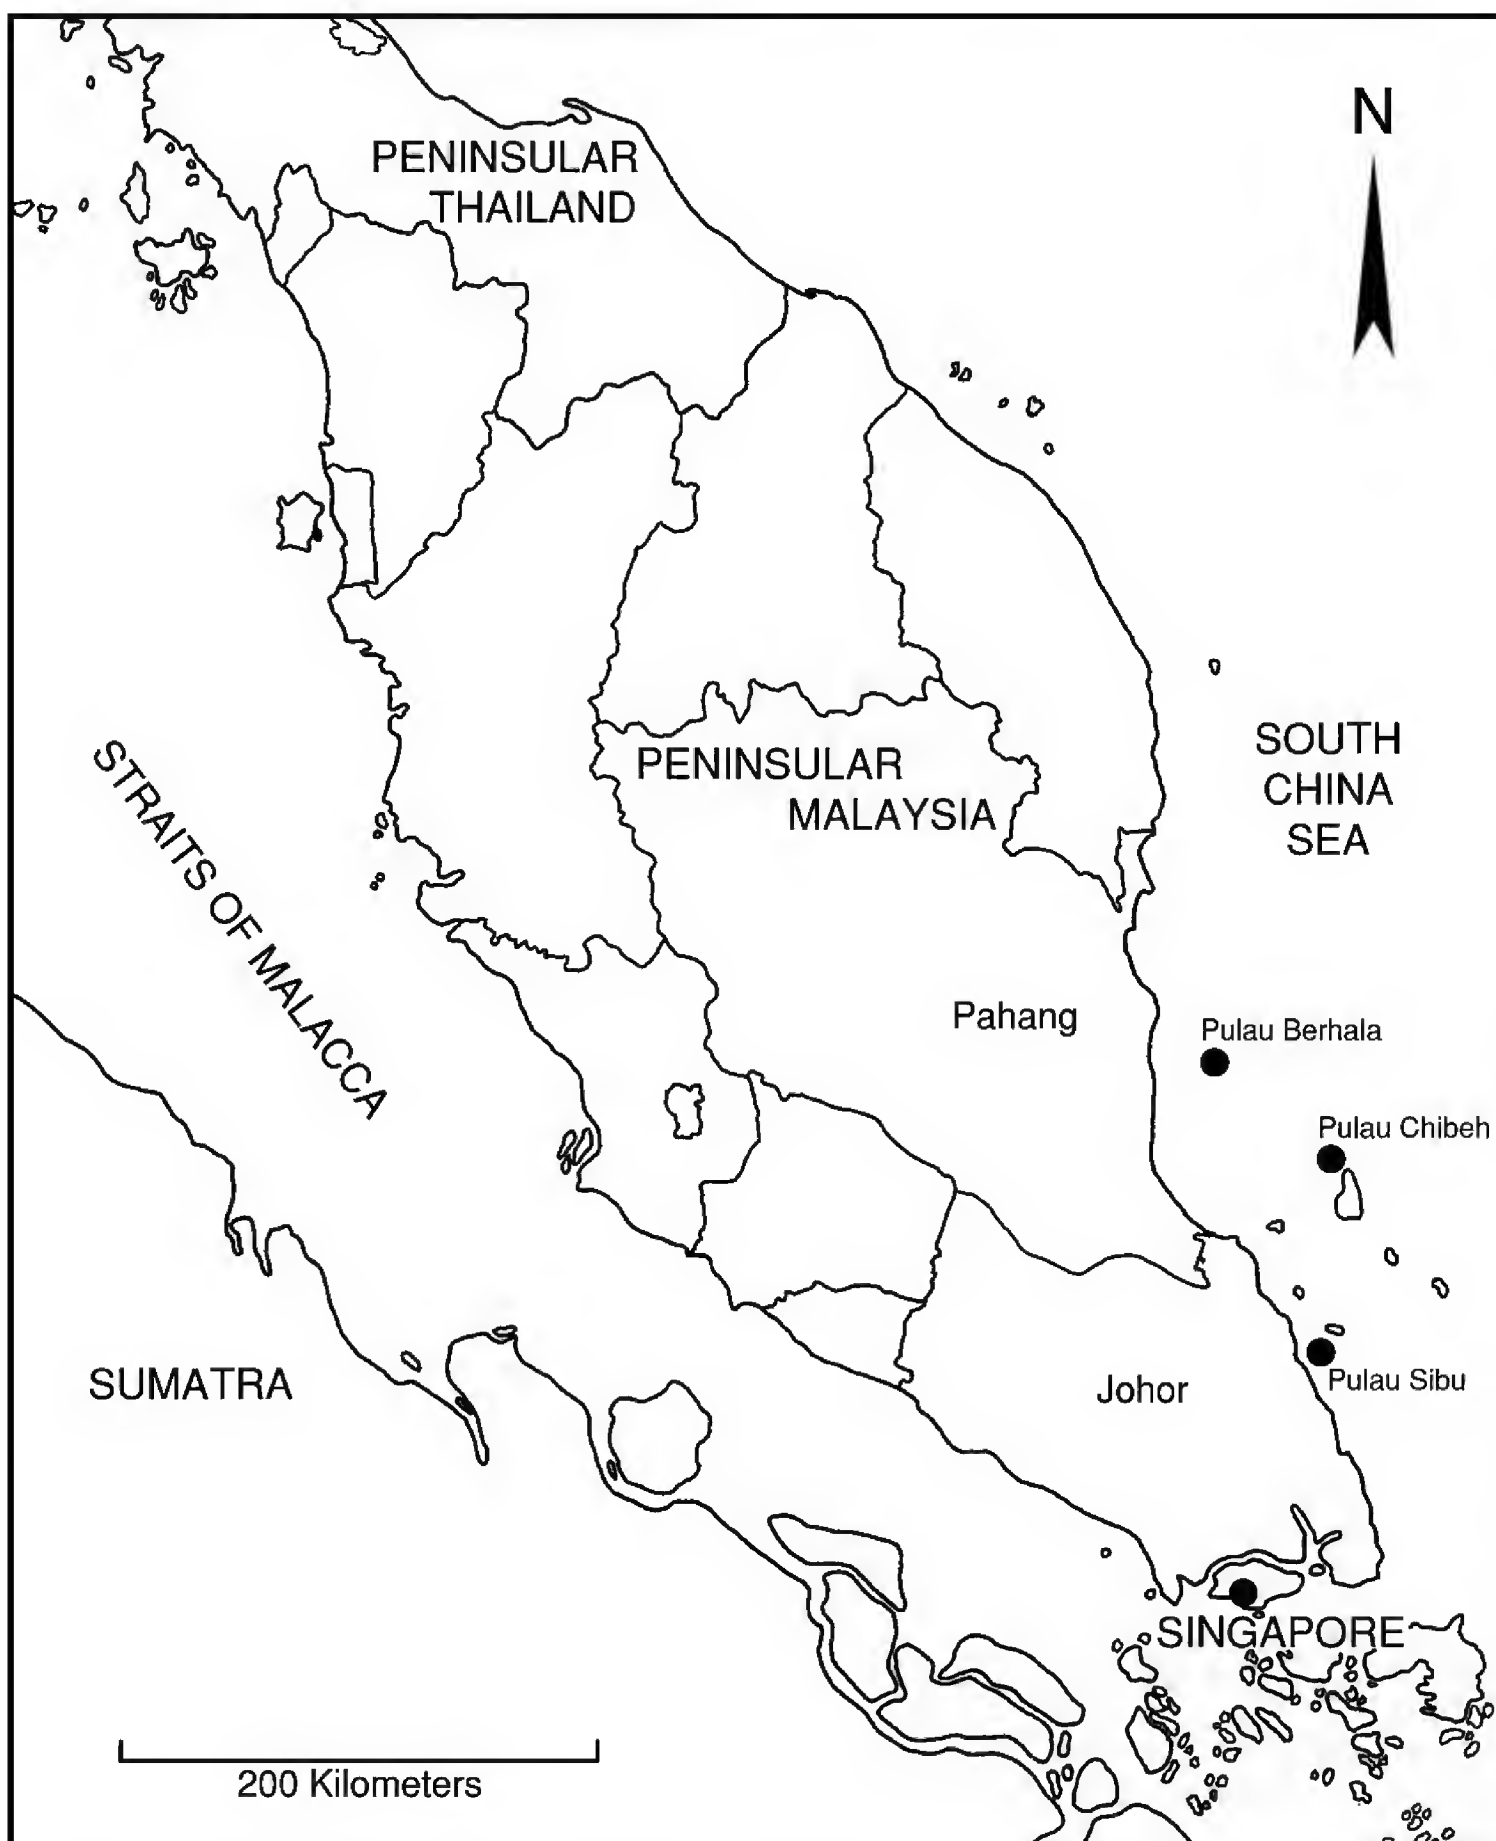 N
PENINSULAR
THAILAND
SOUTH
CHINA
SEA
PENINSULAR
MALAYSIA
STRAITS OF MALACCA
Pahang
Pulau Berhala
Pulau Chibeh
SUMATRA
Johor
Pulau Sibu
SINGAPORE
200 Kilometers